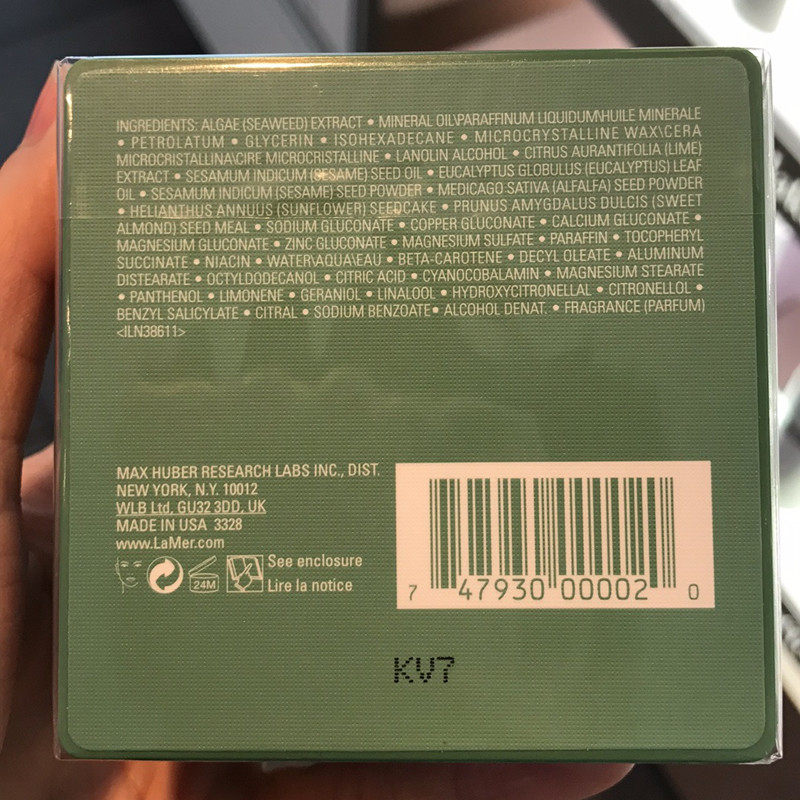 INGREDIENTS: ALGAE (SEAWEED) EXTRACT • MINERAL OIL\PARAFFINUM LIQUIDUM\HUILE MINERALE
• PETROLATUM • GLYCERIN • ISOHEXADECANE • MICROCRYSTALLINE WAX\CERA
MICROCRISTALLINA\CIRE MICROCRISTALLINE • LANOLIN ALCOHOL • CITRUS AURANTIFOLIA (LIME)
EXTRACT • SESAMUM INDICUM (SESAME) SEED OIL • EUCALYPTUS GLOBULUS (EUCALYPTUS) LEAF
OIL • SESAMUM INDICUM (SESAME) SEED POWDER • MEDICAGO SATIVA (ALFALFA) SEED POWDER
• HELIANTHUS ANNUUS (SUNFLOWER) SEEDCAKE • PRUNUS AMYGDALUS DULCIS (SWEET
ALMOND) SEED MEAL • SODIUM GLUCONATE • COPPER GLUCONATE • CALCIUM GLUCONATE •
MAGNESIUM GLUCONATE • ZINC GLUCONATE • MAGNESIUM SULFATE • PARAFFIN • TOCOPHERYL
SUCCINATE • NIACIN • WATER\AQUA\EAU • BETA-CAROTENE • DECYL OLEATE • ALUMINUM
DISTEARATE • OCTYLDODECANOL • CITRIC ACID • CYANOCOBALAMIN • MAGNESIUM STEARATE
• PANTHENOL • LIMONENE • GERANIOL • LINALOOL • HYDROXYCITRONELLAL • CITRONELLOL •
BENZYL SALICYLATE • CITRAL • SODIUM BENZOATE • ALCOHOL DENAT. • FRAGRANCE (PARFUM)
<ILN38611>
MAX HUBER RESEARCH LABS INC., DIST.
NEW YORK, N.Y. 10012
WLB Ltd, GU32 3DD, UK
MADE IN USA 3328
www.LaMer.com
24M
See enclosure
Lire la notice
7 47930 00002 0
KV7